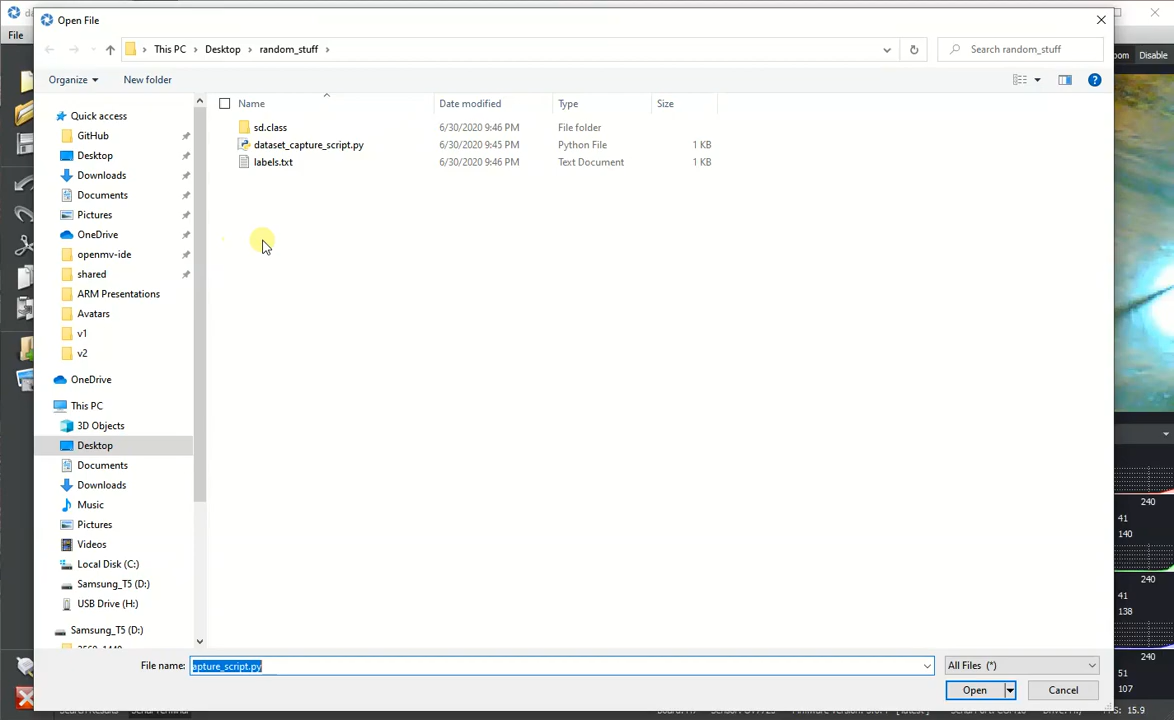 Open File
File
This PC > Desktop > random_stuff >
Search random_stuff
Disable
Organize
New folder
Name
Date modified
Type
Size
sd.class
6/30/2020 9:46 PM
File folder
dataset_capture_script.py
6/30/2020 9:45 PM
Python File
1 KB
labels.txt
6/30/2020 9:46 PM
Text Document
1 KB
Quick access
GitHub
Desktop
Downloads
Documents
Pictures
OneDrive
openmv-ide
shared
ARM Presentations
Avatars
v1
v2
OneDrive
This PC
3D Objects
Desktop
Documents
Downloads
Music
Pictures
Videos
Local Disk (C:)
Samsung_T5 (D:)
USB Drive (H:)
Samsung_T5 (D:)
240
41
140
240
41
138
240
51
107
File name:
apture_script.py
All Files (*)
Open
Cancel
15.9